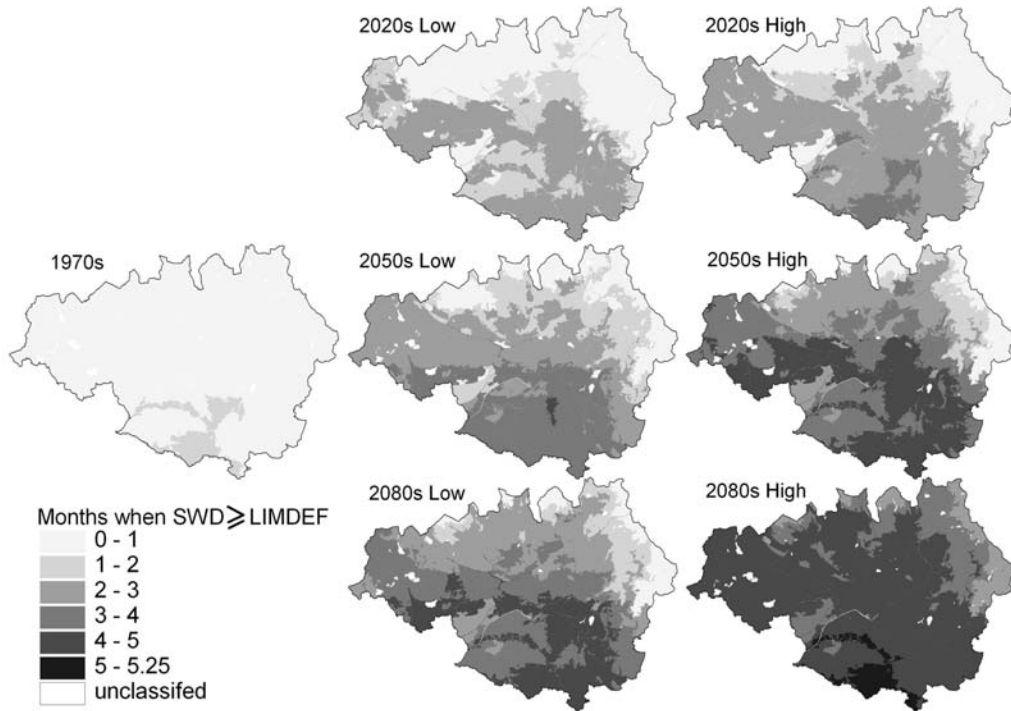 2020s Low
2020s High
1970s
2050s Low
2050s High
2080s Low
2080s High
Months when SWD ⩾ LIMDEF
0 - 1
1 - 2
2 - 3
3 - 4
4 - 5
5 - 5.25
unclassifed